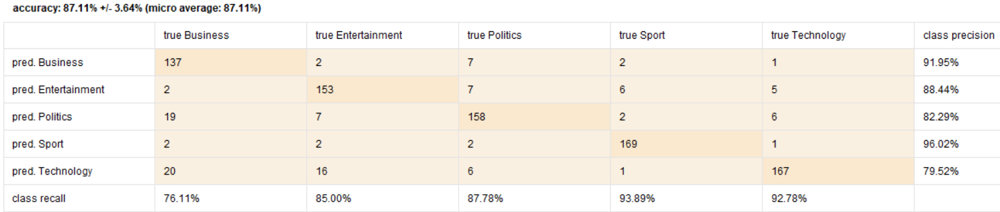 accuracy: 87.11% +/- 3.64% (micro average: 87.11%)
true Business true Entertainment true Politics true Sport true Technology class precision
pred. Business 137 2 7 2 1 91.95%
pred. Entertainment 2 153 7 6 5 88.44%
pred. Politics 19 7 158 2 6 82.29%
pred. Sport 2 2 2 169 1 96.02%
pred. Technology 20 16 6 1 167 79.52%
class recall 76.11% 85.00% 87.78% 93.89% 92.78%